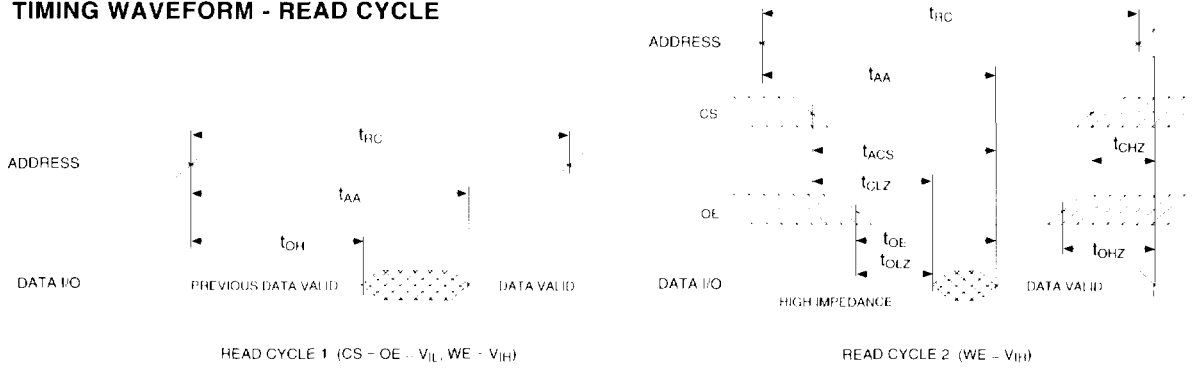 TIMING WAVEFORM - READ CYCLE
tRC
ADDRESS
tAA
tOH
DATA I/O
PREVIOUS DATA VALID
DATA VALID
READ CYCLE 1 (CS - OE - VIL, WE - VIH)
tRC
ADDRESS
tAA
CS
tACS
tCHZ
tCLZ
OE
tOE
tOLZ
tOHZ
DATA I/O
HIGH IMPEDANCE
DATA VALID
READ CYCLE 2 (WE - VIH)